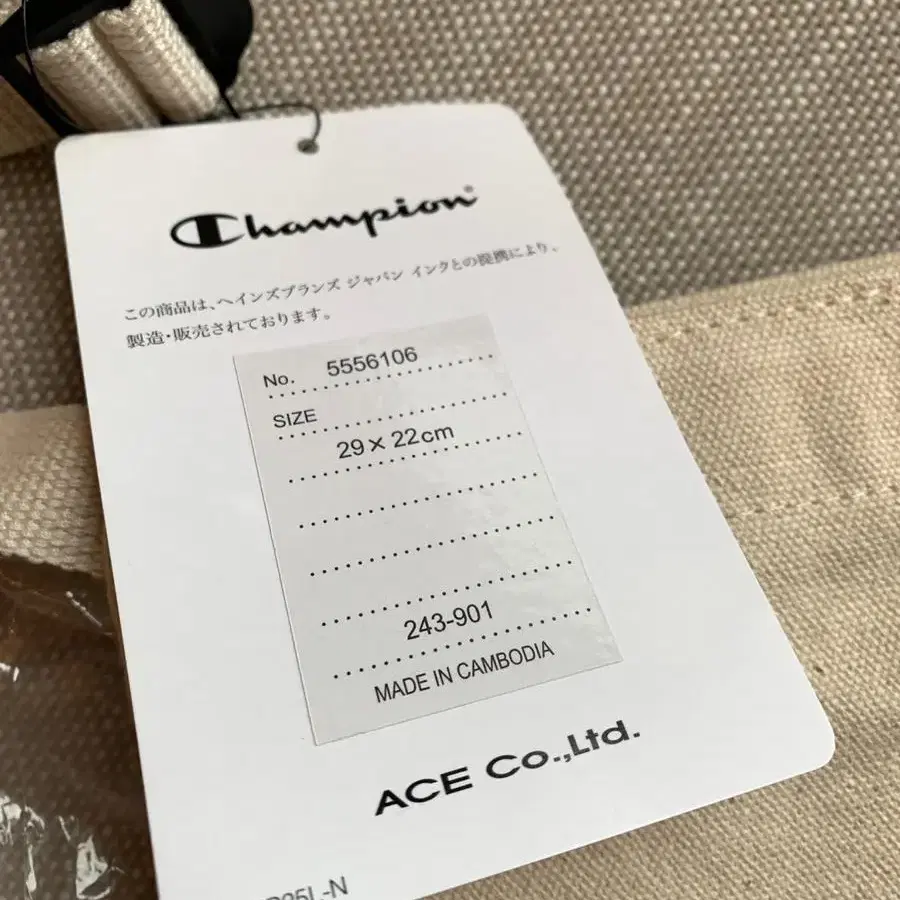 Champion®
この商品は、ヘインズブランズ ジャパン インクとの提携により、
製造・販売されております。
No. 5556106
SIZE
29×22cm
243-901
MADE IN CAMBODIA
ACE Co.,Ltd.